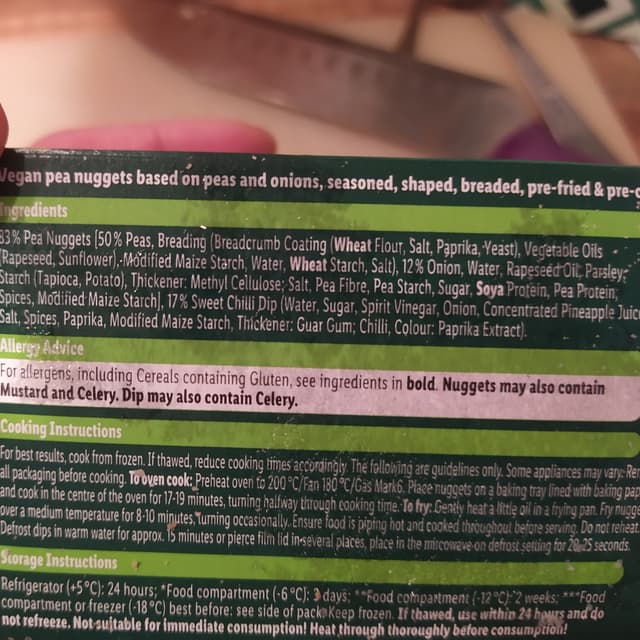 Vegan pea nuggets based on peas and onions, seasoned, shaped, breaded, pre-fried & pre-c
Ingredients
83% Pea Nuggets [50% Peas, Breading (Breadcrumb Coating (Wheat Flour, Salt, Paprika, Yeast), Vegetable Oils
(Rapeseed, Sunflower), Modified Maize Starch, Water, Wheat Starch, Salt), 12% Onion, Water, Rapeseed Oil, Parsley,
Starch (Tapioca, Potato), Thickener: Methyl Cellulose; Salt, Pea Fibre, Pea Starch, Sugar, Soya Protein, Pea Protein,
Spices, Modified Maize Starch], 17% Sweet Chilli Dip (Water, Sugar, Spirit Vinegar, Onion, Concentrated Pineapple Juic
Salt, Spices, Paprika, Modified Maize Starch, Thickener: Guar Gum; Chilli, Colour: Paprika Extract).
Allergy Advice
For allergens, including Cereals containing Gluten, see ingredients in bold. Nuggets may also contain
Mustard and Celery. Dip may also contain Celery.
Cooking Instructions
For best results, cook from frozen. If thawed, reduce cooking times accordingly. The following are guidelines only. Some appliances may vary. Re
all packaging before cooking. To oven cook: Preheat oven to 200°C/Fan 180°C/Gas Mark 6. Place nuggets on a baking tray lined with baking pa
and cook in the centre of the oven for 17-19 minutes, turning halfway through cooking time. To fry: Gently heat a little oil in a frying pan. Fry nugge
over a medium temperature for 8-10 minutes, turning occasionally. Ensure food is piping hot and cooked throughout before serving. Do not reheat.
Defrost dips in warm water for approx. 15 minutes or pierce film lid in several places, place in the microwave on defrost setting for 20-25 seconds.
Storage Instructions
Refrigerator (+5°C): 24 hours; *Food compartment (-6°C): 3 days; **Food compartment (-12°C): 2 weeks; ***Food
compartment or freezer (-18°C) best before: see side of pack. Keep frozen. If thawed, use within 24 hours and do
not refreeze. Not suitable for immediate consumption! Heat through thoroughly before consumption!